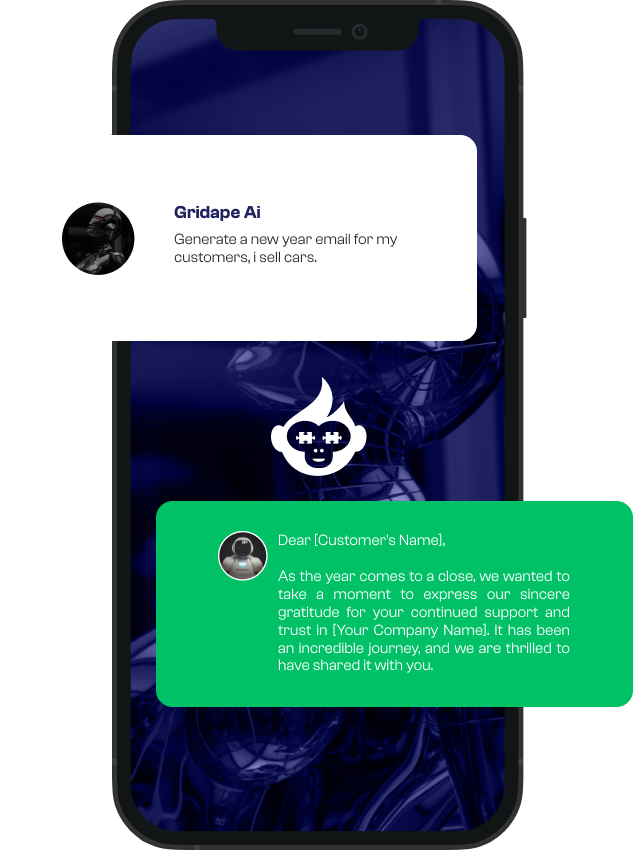 Gridape Ai
Generate a new year email for my
customers, i sell cars.
Dear [Customer's Name],
As the year comes to a close, we wanted to
take a moment to express our sincere
gratitude for your continued support and
trust in [Your Company Name]. It has been
an incredible journey, and we are thrilled to
have shared it with you.